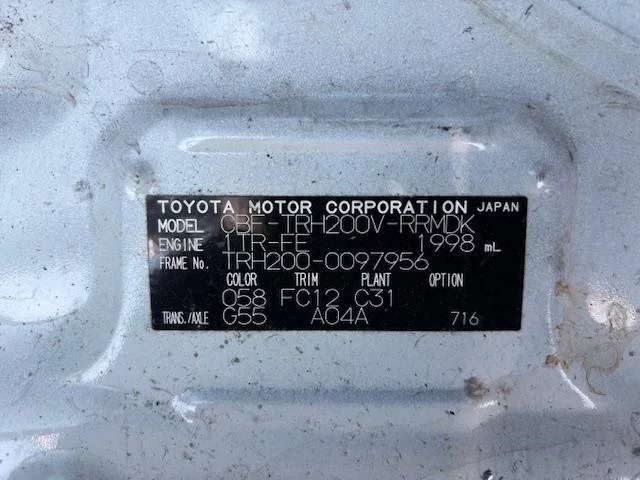 TOYOTA MOTOR CORPORATION JAPAN
MODEL CBF-TRH200V-RRMDK
ENGINE 1TR-FE 1998 mL
FRAME No. TRH200-0097956
COLOR TRIM PLANT OPTION
058 FC12 C31
TRANS./AXLE G55 A04A 716